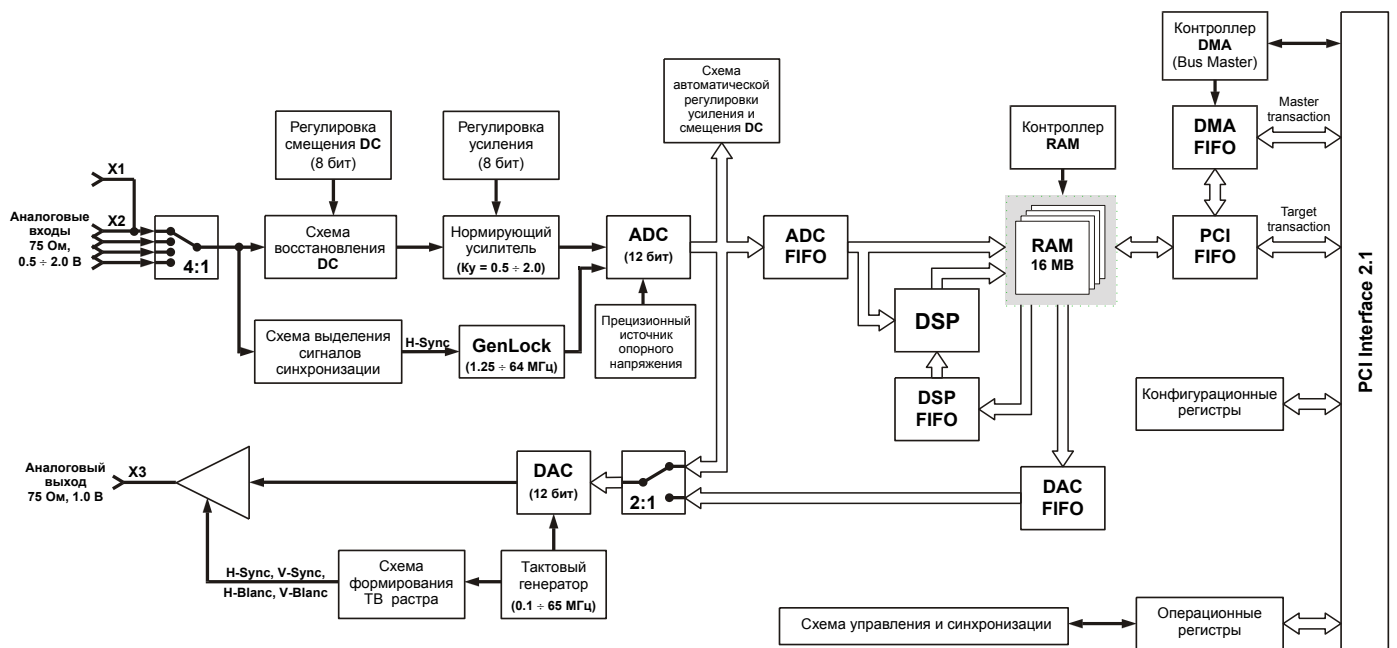 Контроллер
DMA
(Bus Master)
Схема
автоматической
регулировки
усиления и
смещения DC
Master
transaction
DMA
FIFO
Регулировка
смещения DC
(8 бит)
Регулировка
усиления
(8 бит)
Контроллер
RAM
X1
Аналоговые
входы
75 Ом,
0.5 ÷ 2.0 В
X2
4:1
Схема
восстановления
DC
Нормирующий
усилитель
(Ку = 0.5 ÷ 2.0)
ADC
(12 бит)
ADC
FIFO
RAM
16 MB
PCI
FIFO
Target
transaction
PCI Interface 2.1
DSP
Схема выделения
сигналов
синхронизации
H-Sync
GenLock
(1.25 ÷ 64 МГц)
Прецизионный
источник
опорного
напряжения
DSP
FIFO
Конфигурационные
регистры
Аналоговый
выход
75 Ом, 1.0 В
X3
DAC
(12 бит)
2:1
DAC
FIFO
H-Sync, V-Sync,
H-Blanc, V-Blanc
Схема
формирования
ТВ растра
Тактовый
генератор
(0.1 ÷ 65 МГц)
Схема управления и синхронизации
Операционные
регистры